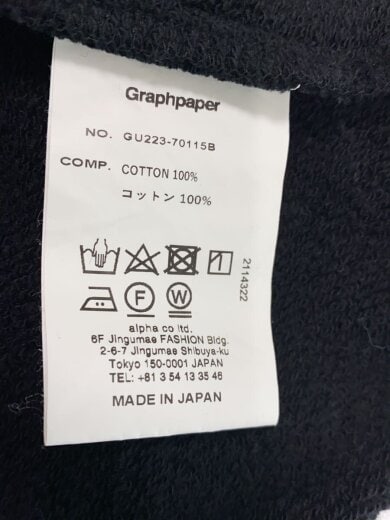 Graphpaper
NO. GU223-70115B
COMP. COTTON 100%
コットン 100%
2114322
F W
alpha co ltd.
6F Jingumae FASHION Bldg.
2-6-7 Jingumae Shibuya-ku
Tokyo 150-0001 JAPAN
TEL: +81 3 54 13 35 46
MADE IN JAPAN